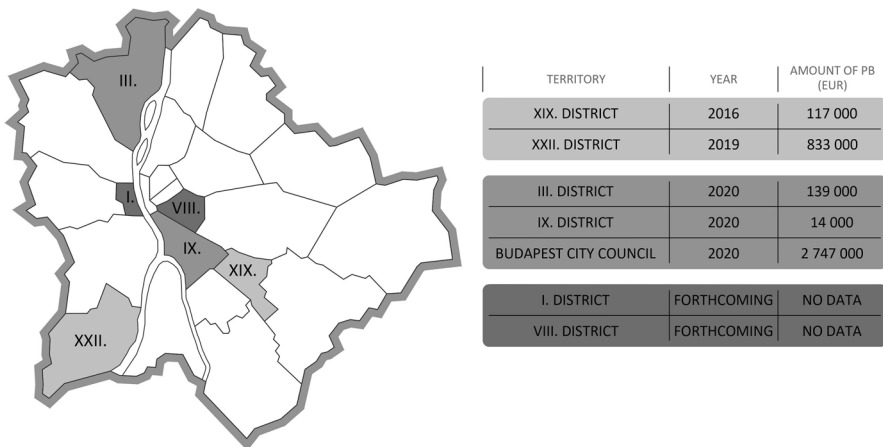 III.
I.
VIII.
IX.
XIX.
XXII.
TERRITORY YEAR AMOUNT OF PB (EUR)
XIX. DISTRICT 2016 117 000
XXII. DISTRICT 2019 833 000
III. DISTRICT 2020 139 000
IX. DISTRICT 2020 14 000
BUDAPEST CITY COUNCIL 2020 2 747 000
I. DISTRICT FORTHCOMING NO DATA
VIII. DISTRICT FORTHCOMING NO DATA